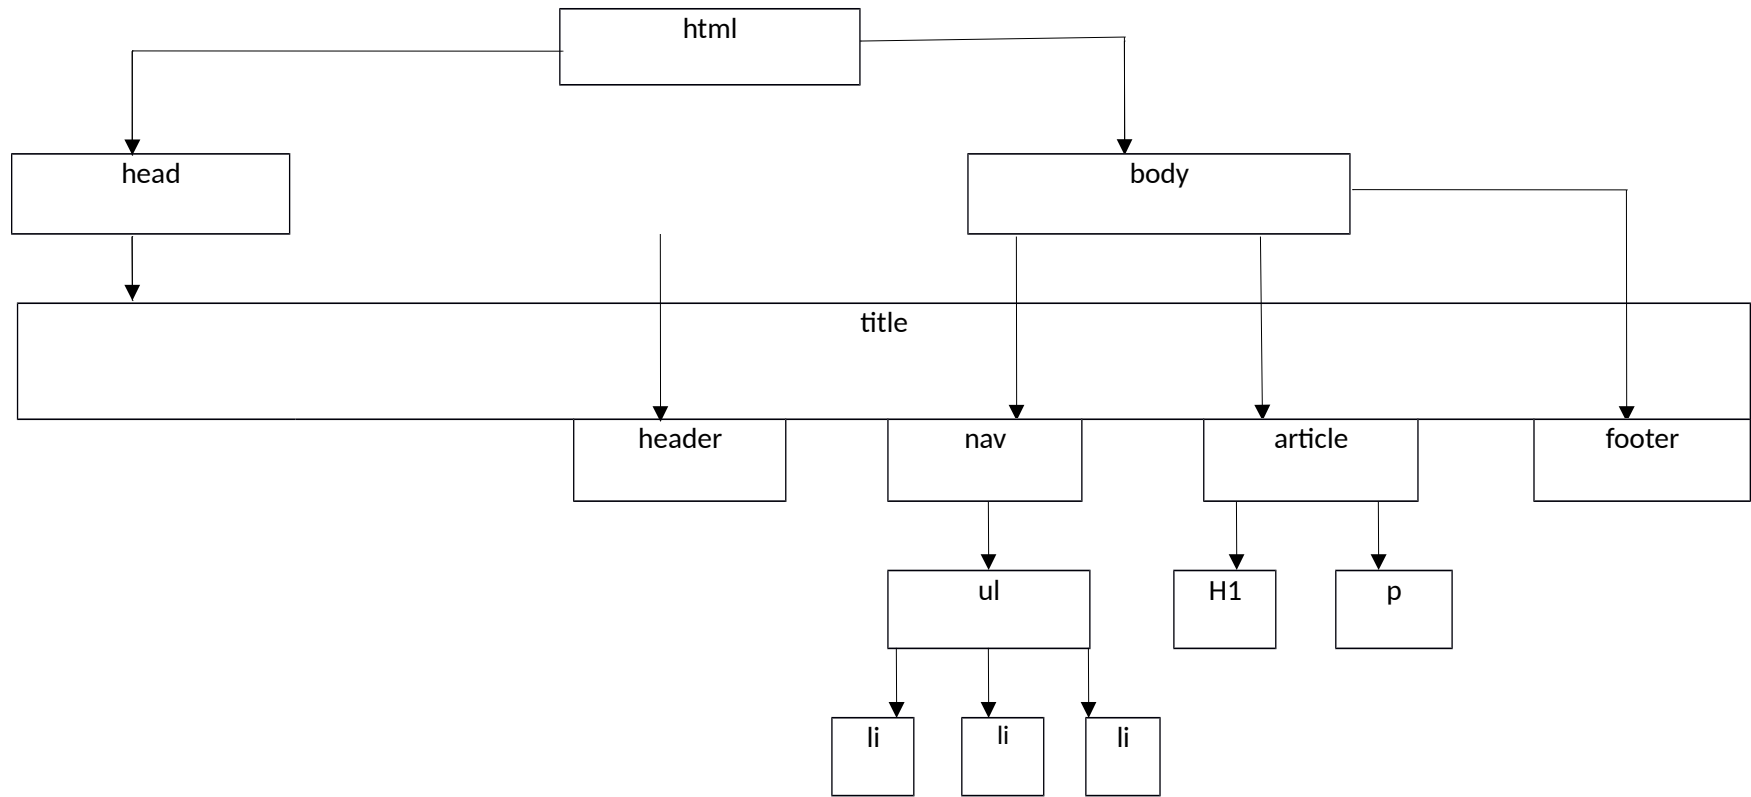 html
head
body
title
header
nav
article
footer
ul
H1
p
li
li
li